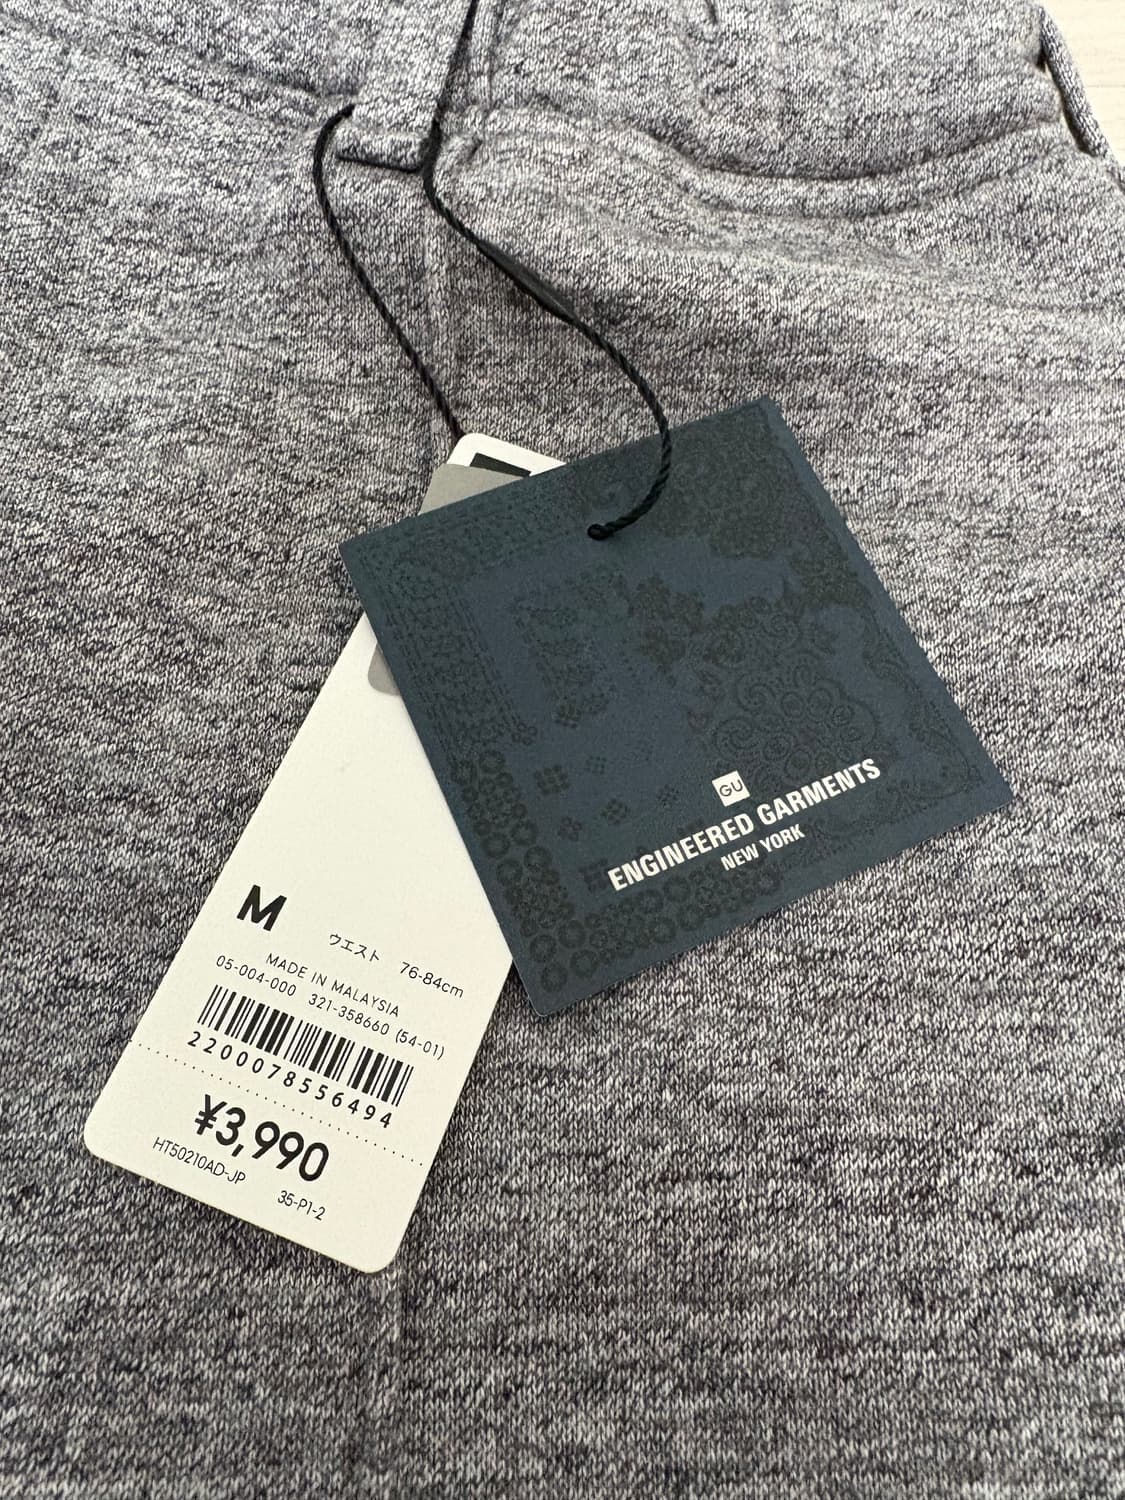 GU
ENGINEERED GARMENTS
NEW YORK
M
ウエスト 76-84cm
MADE IN MALAYSIA
05-004-000 321-358660 (54-01)
2200078556494
¥3,990
HT50210AD-JP 35-P1-2